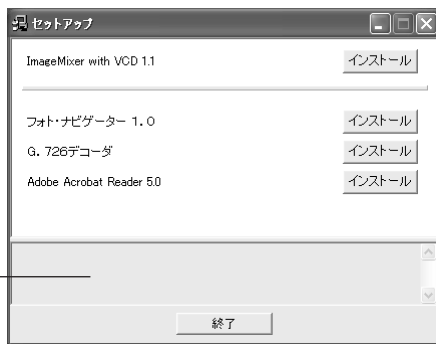 セットアップ
ImageMixer with VCD 1.1 インストール
フォト・ナビゲーター 1.0 インストール
G. 726デコーダ インストール
Adobe Acrobat Reader 5.0 インストール
終了